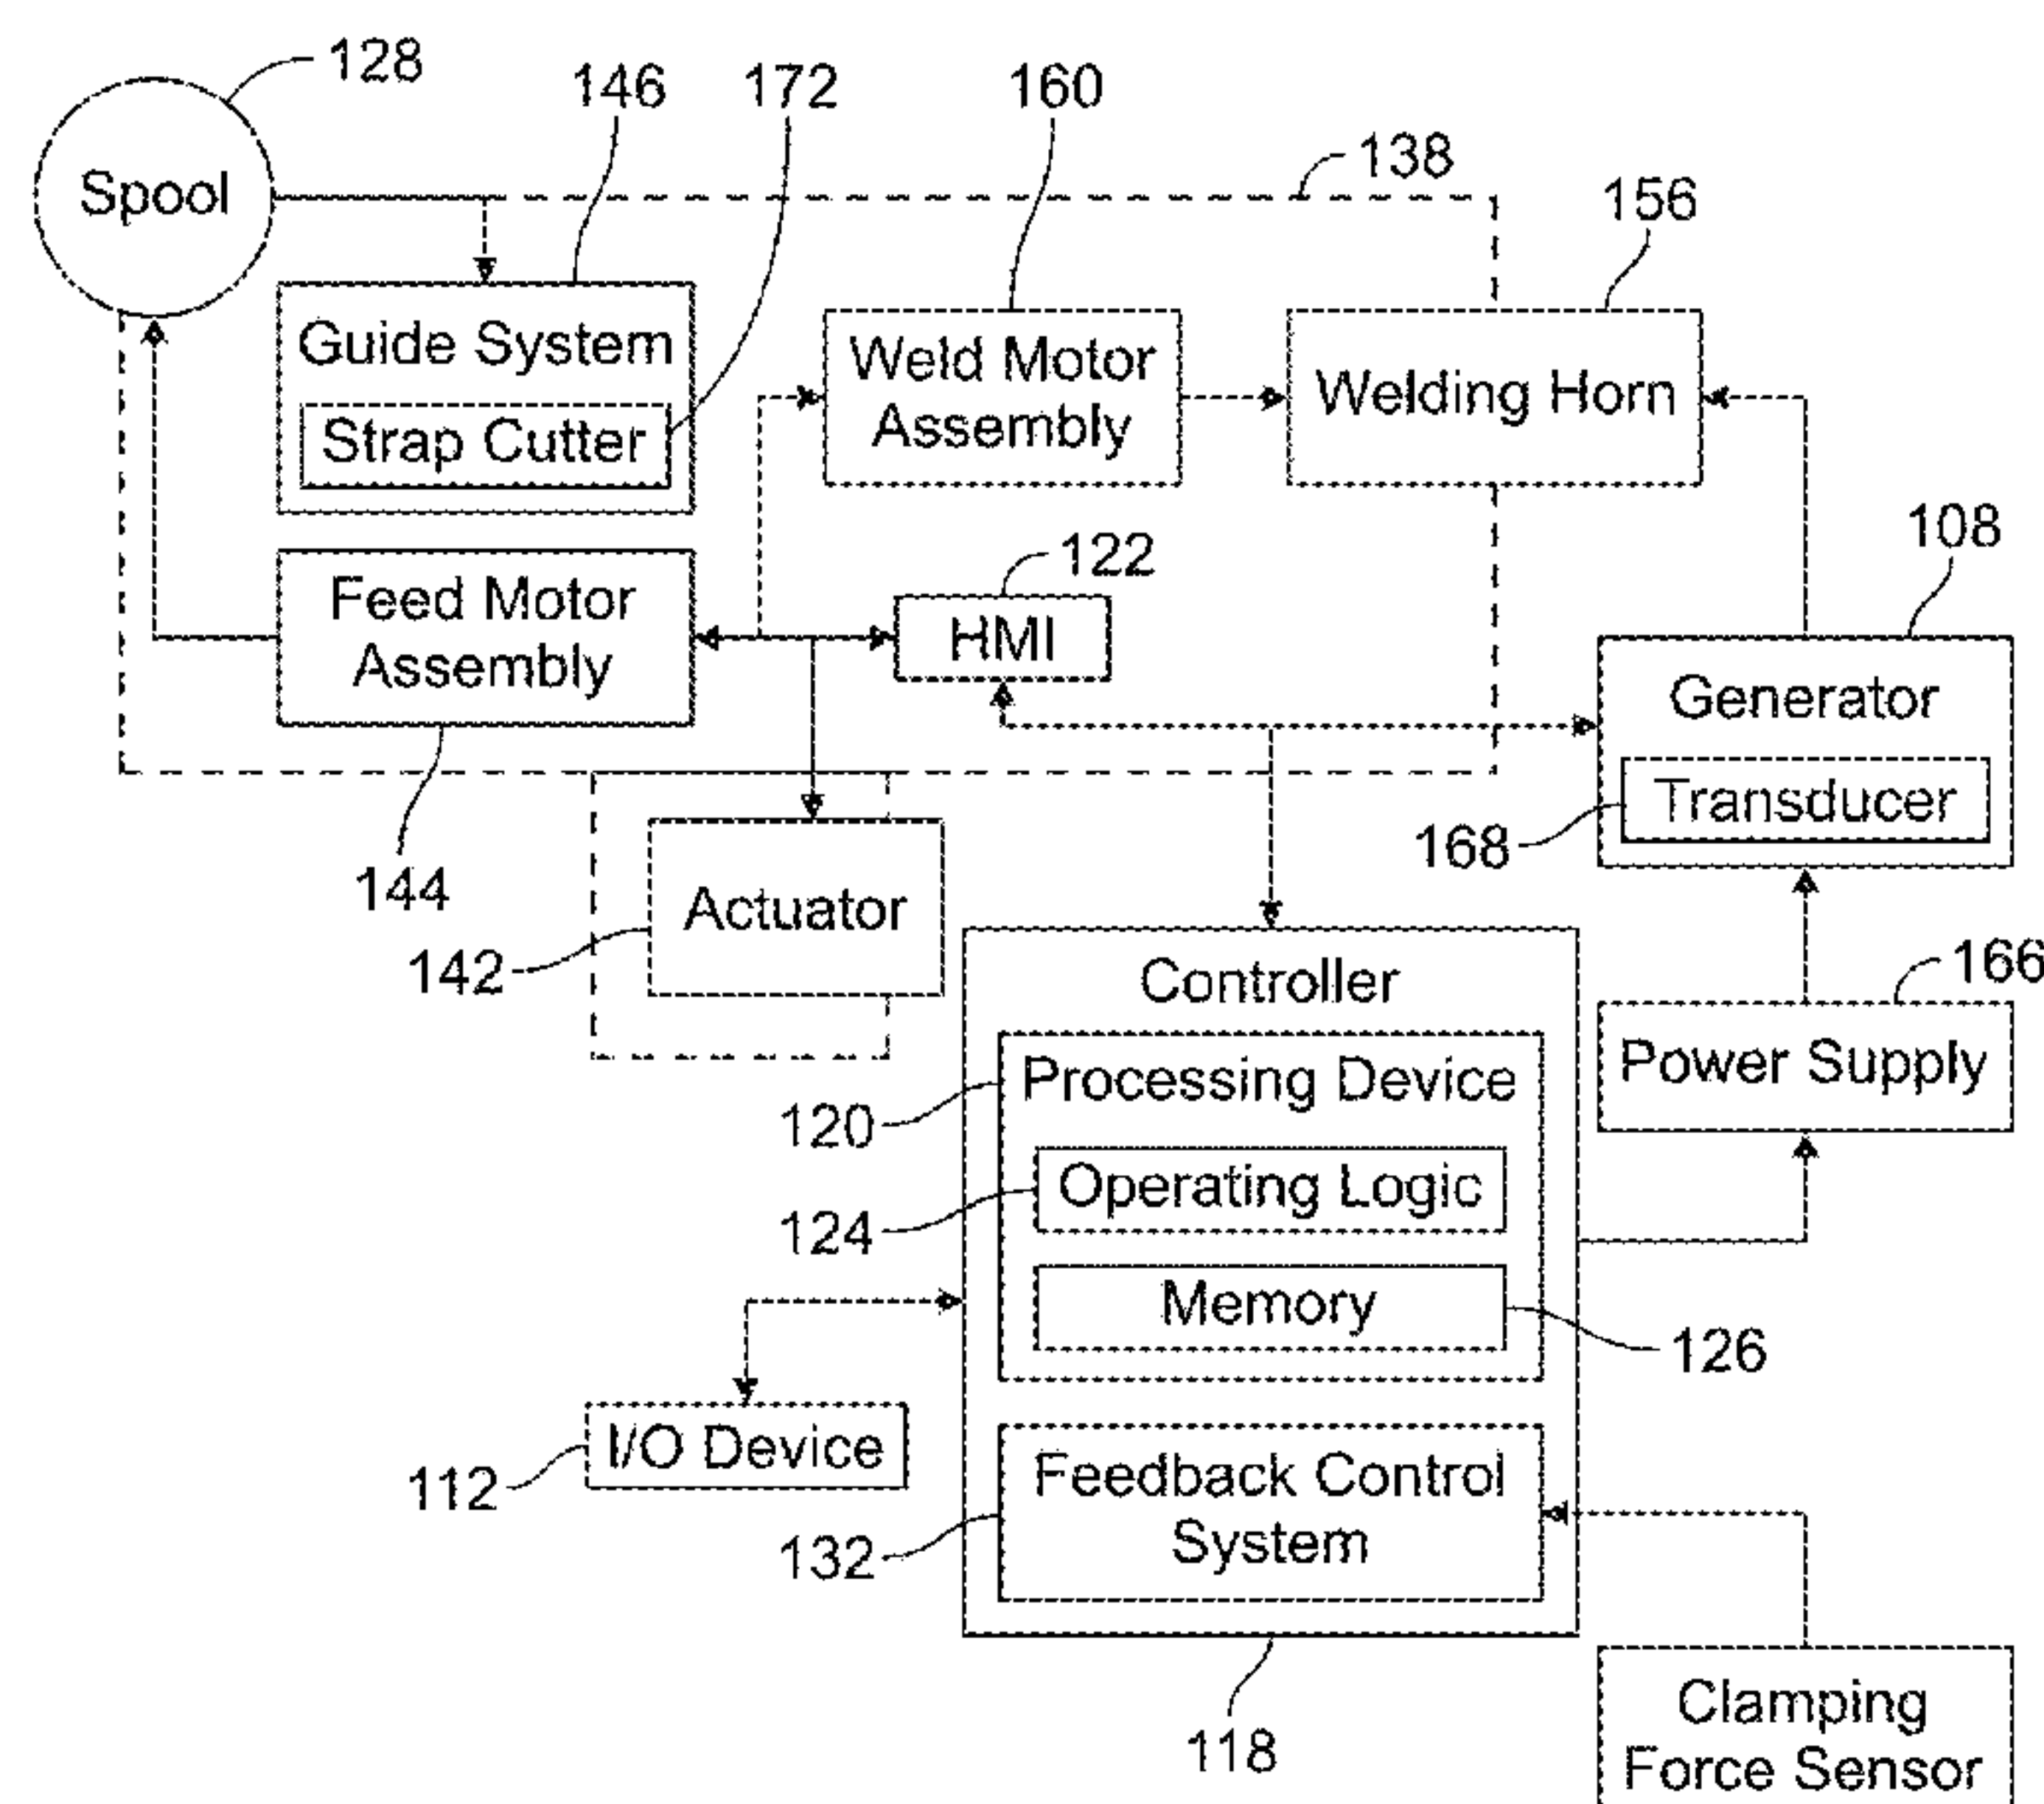 128
146
172
160
138
156
Spool
Guide System
Strap Cutter
Weld Motor
Assembly
Welding Horn
108
122
Feed Motor
Assembly
HMI
Generator
Transducer
168
144
Actuator
142
166
Power Supply
Controller
Processing Device
120
Operating Logic
124
Memory
126
I/O Device
112
Feedback Control
System
132
118
Clamping
Force Sensor